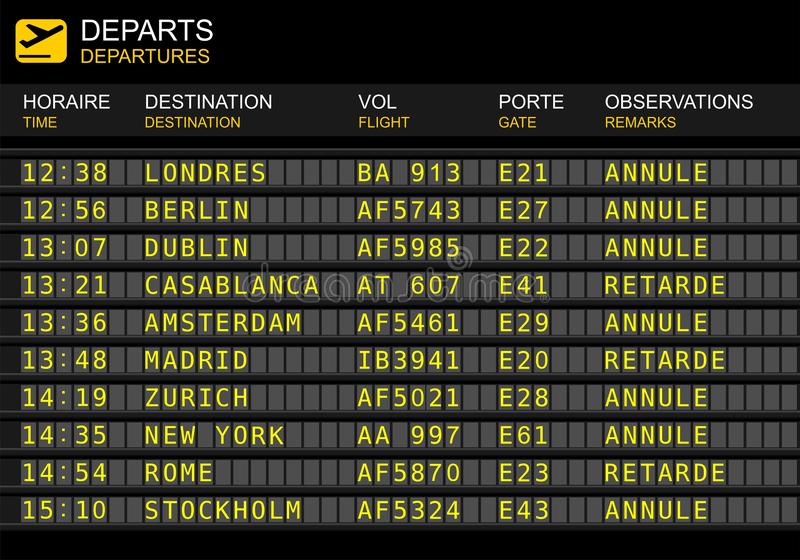 DEPARTS
DEPARTURES
HORAIRE DESTINATION VOL PORTE OBSERVATIONS
TIME DESTINATION FLIGHT GATE REMARKS
12:38 LONDRES BA 913 E21 ANNULE
12:56 BERLIN AF5743 E27 ANNULE
13:07 DUBLIN AF5985 E22 ANNULE
13:21 CASABLANCA AT 607 E41 RETARDE
dreamstime
13:36 AMSTERDAM AF5461 E29 ANNULE
13:48 MADRID IB3941 E20 RETARDE
14:19 ZURICH AF5021 E28 ANNULE
14:35 NEW YORK AA 997 E61 ANNULE
14:54 ROME AF5870 E23 RETARDE
15:10 STOCKHOLM AF5324 E43 ANNULE